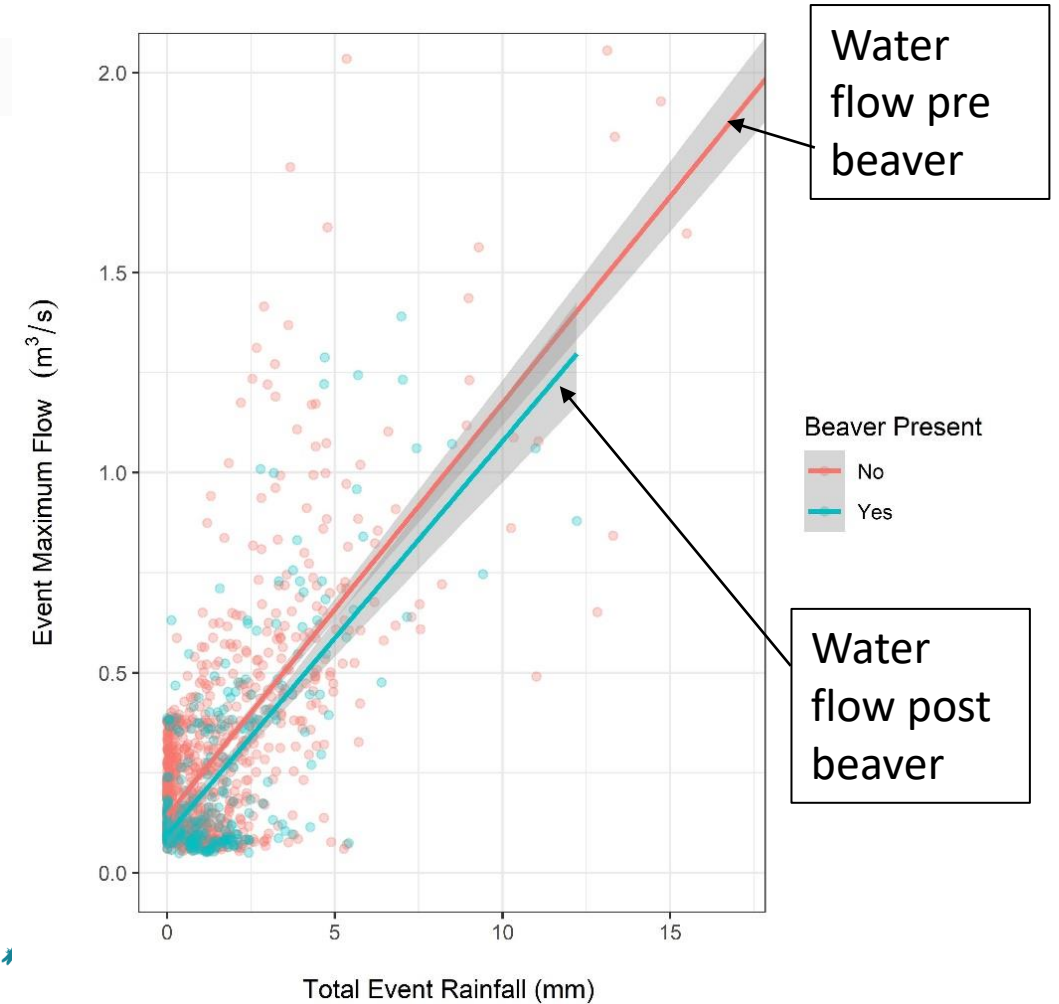 Water
flow pre
beaver
2.0
1.5
1.0
0.5
0.0
Event Maximum Flow (m³/s)
0 5 10 15
Total Event Rainfall (mm)
Beaver Present
No
Yes
Water
flow post
beaver